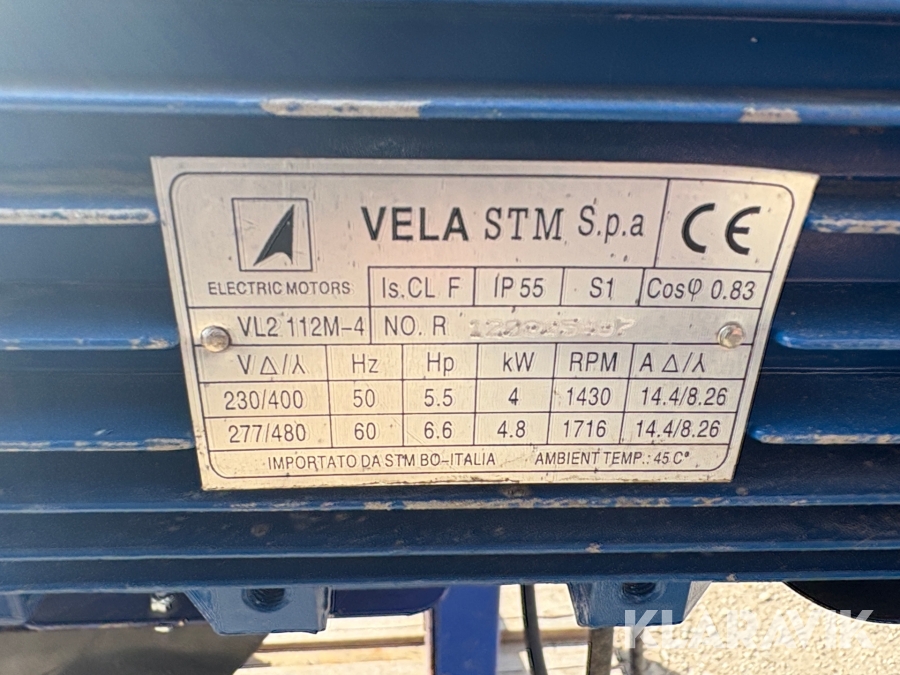 VELA STM S.p.a
CE
ELECTRIC MOTORS
Is.CL F IP 55 S1 Cosφ 0.83
VL2 112M-4 NO. R
V Δ/⅄ Hz Hp kW RPM A Δ/⅄
230/400 50 5.5 4 1430 14.4/8.26
277/480 60 6.6 4.8 1716 14.4/8.26
IMPORTATO DA STM BO-ITALIA AMBIENT TEMP.: 45 C°
KLARAVIK